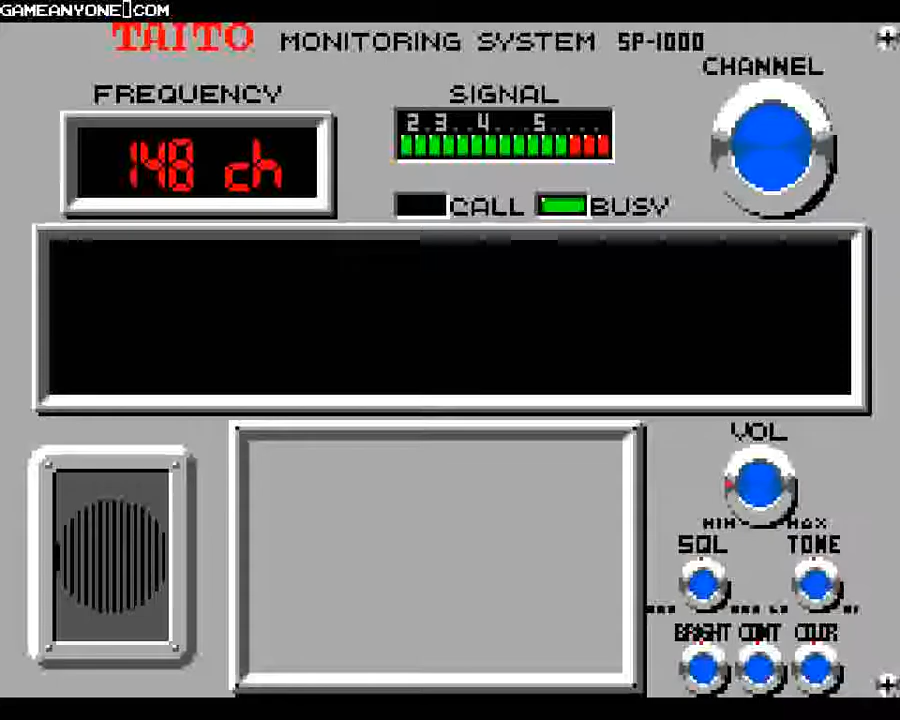 GAMEANYONE▯COM
TAITO MONITORING SYSTEM SP-1000
CHANNEL
FREQUENCY
SIGNAL
2.3..4...5....
148 ch
CALL BUSY
VOL
MIN MAX
SQL TONE
BRIGHT CONT COLOR